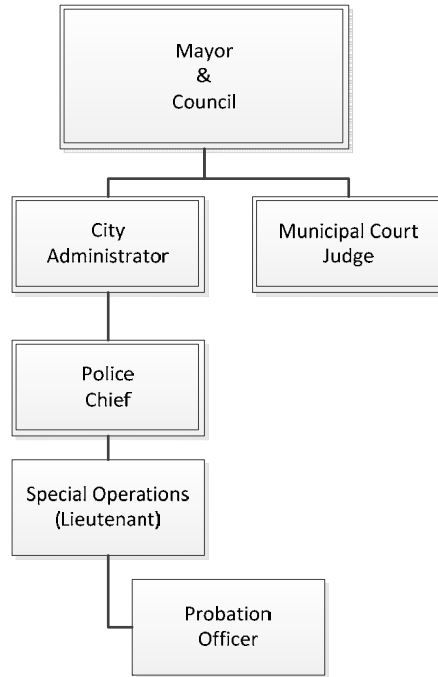 Mayor
&
Council
City
Administrator
Municipal Court
Judge
Police
Chief
Special Operations
(Lieutenant)
Probation
Officer